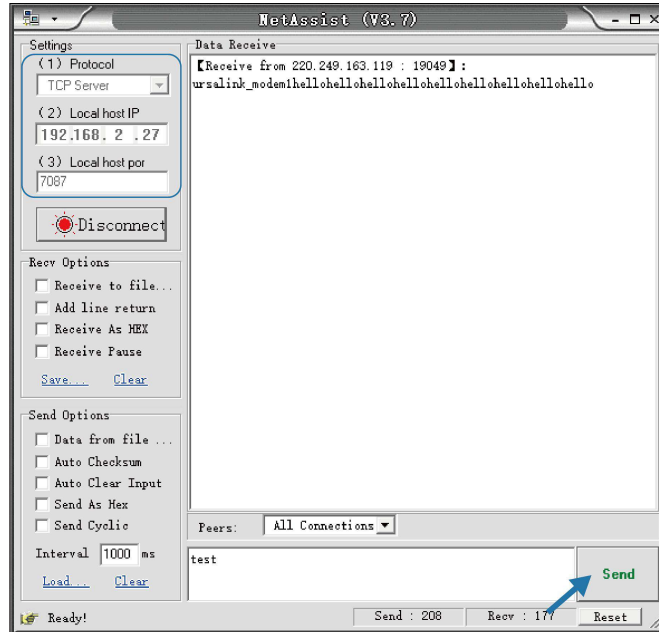 NetAssist (V3.7)
Settings
(1) Protocol
TCP Server
(2) Local host IP
192.168. 2 .27
(3) Local host por
7087
Disconnect
Recv Options
Receive to file...
Add line return
Receive As HEX
Receive Pause
Save... Clear
Send Options
Data from file ...
Auto Checksum
Auto Clear Input
Send As Hex
Send Cyclic
Interval 1000 ms
Load... Clear
Data Receive
【Receive from 220.249.163.119 : 19049】:
ursalink_modem1hellohellohellohellohellohellohellohello
Peers: All Connections
test
Send
Ready!
Send : 208
Recv : 177
Reset